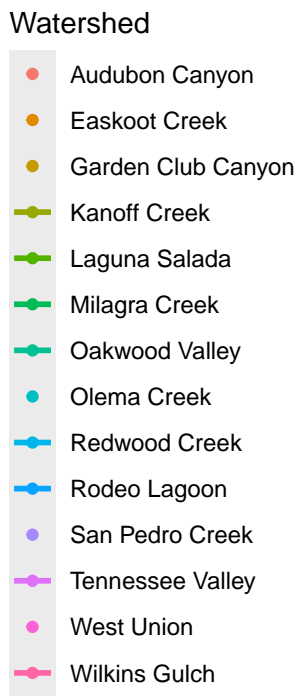 Watershed
Audubon Canyon
Easkoot Creek
Garden Club Canyon
Kanoff Creek
Laguna Salada
Milagra Creek
Oakwood Valley
Olema Creek
Redwood Creek
Rodeo Lagoon
San Pedro Creek
Tennessee Valley
West Union
Wilkins Gulch